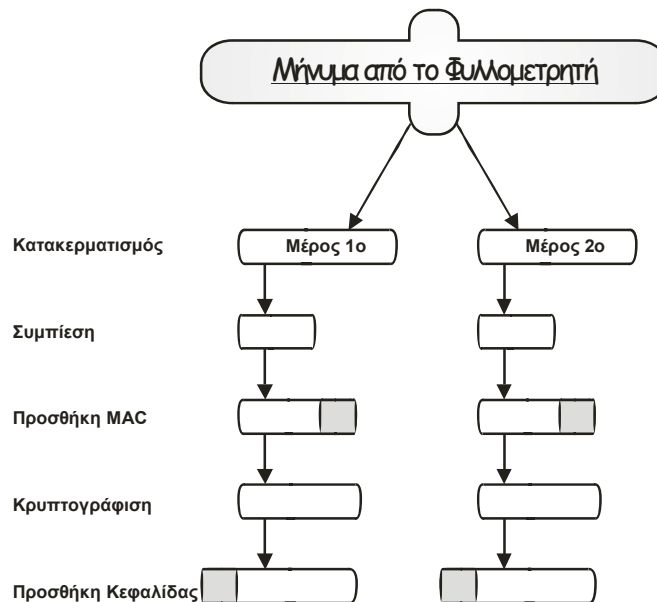 Μήνυμα από το Φυλλομετρητή
Κατακερματισμός
Μέρος 1ο
Μέρος 2ο
Συμπίεση
Προσθήκη MAC
Κρυπτογράφιση
Προσθήκη Κεφαλίδας